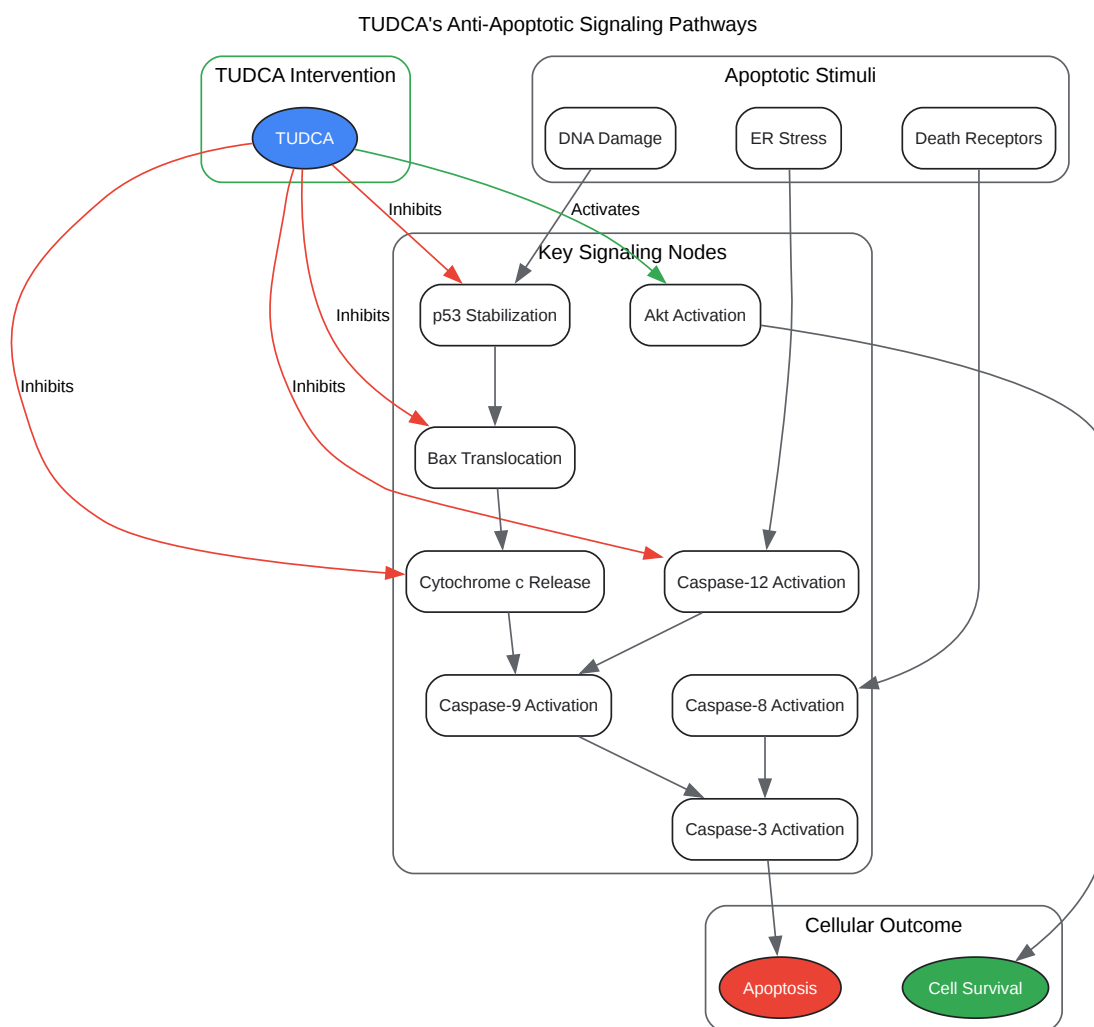 TUDCA's Anti-Apoptotic Signaling Pathways
TUDCA Intervention
Apoptotic Stimuli
TUDCA
DNA Damage
ER Stress
Death Receptors
Inhibits
Activates
Key Signaling Nodes
p53 Stabilization
Akt Activation
Inhibits
Inhibits
Inhibits
Bax Translocation
Cytochrome c Release
Caspase-12 Activation
Caspase-9 Activation
Caspase-8 Activation
Caspase-3 Activation
Cellular Outcome
Apoptosis
Cell Survival